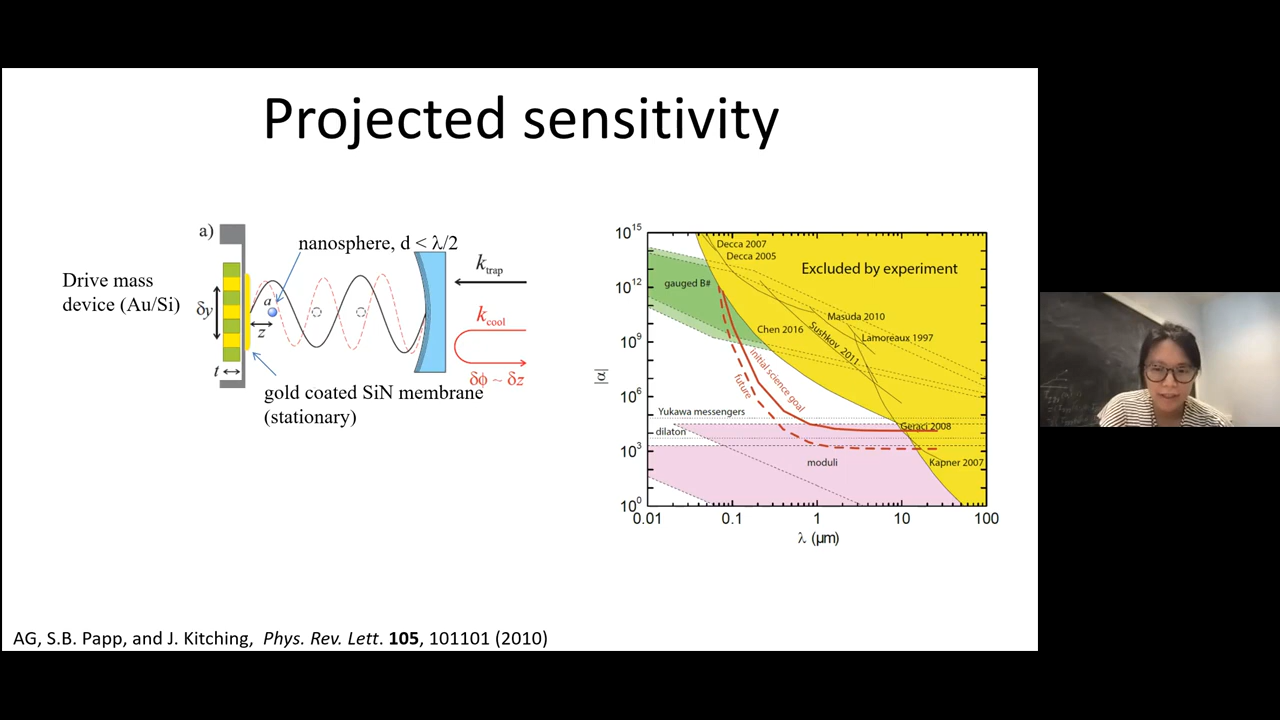 Projected sensitivity
a)
nanosphere, d < λ/2
Drive mass
device (Au/Si)
δy
a
z
t
k_trap
k_cool
δϕ ~ δz
gold coated SiN membrane
(stationary)
10^15
10^12
10^9
10^6
10^3
10^0
|α|
Decca 2007
Decca 2005
Excluded by experiment
gauged B#
Masuda 2010
Chen 2016
Sushkov 2011
Lamoreaux 1997
initial science goal
future
Yukawa messengers
Geraci 2008
dilaton
moduli
Kapner 2007
0.01
0.1
1
10
100
λ (μm)
AG, S.B. Papp, and J. Kitching, Phys. Rev. Lett. 105, 101101 (2010)